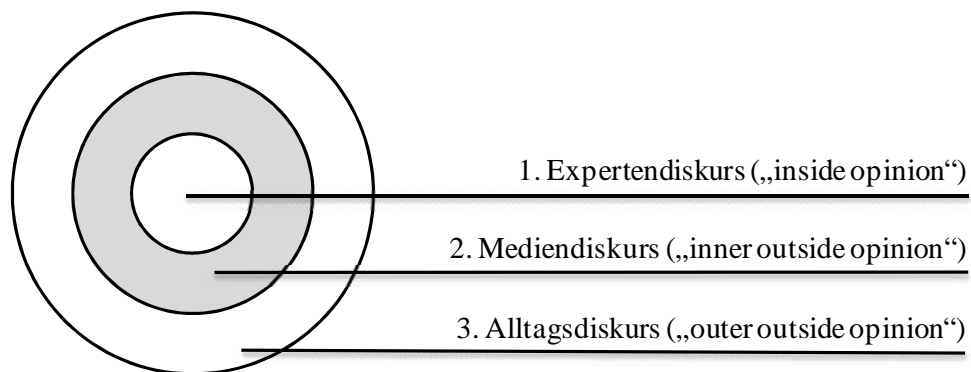 1. Expertendiskurs („inside opinion“)
2. Mediendiskurs („inner outside opinion“)
3. Alltagsdiskurs („outer outside opinion“)